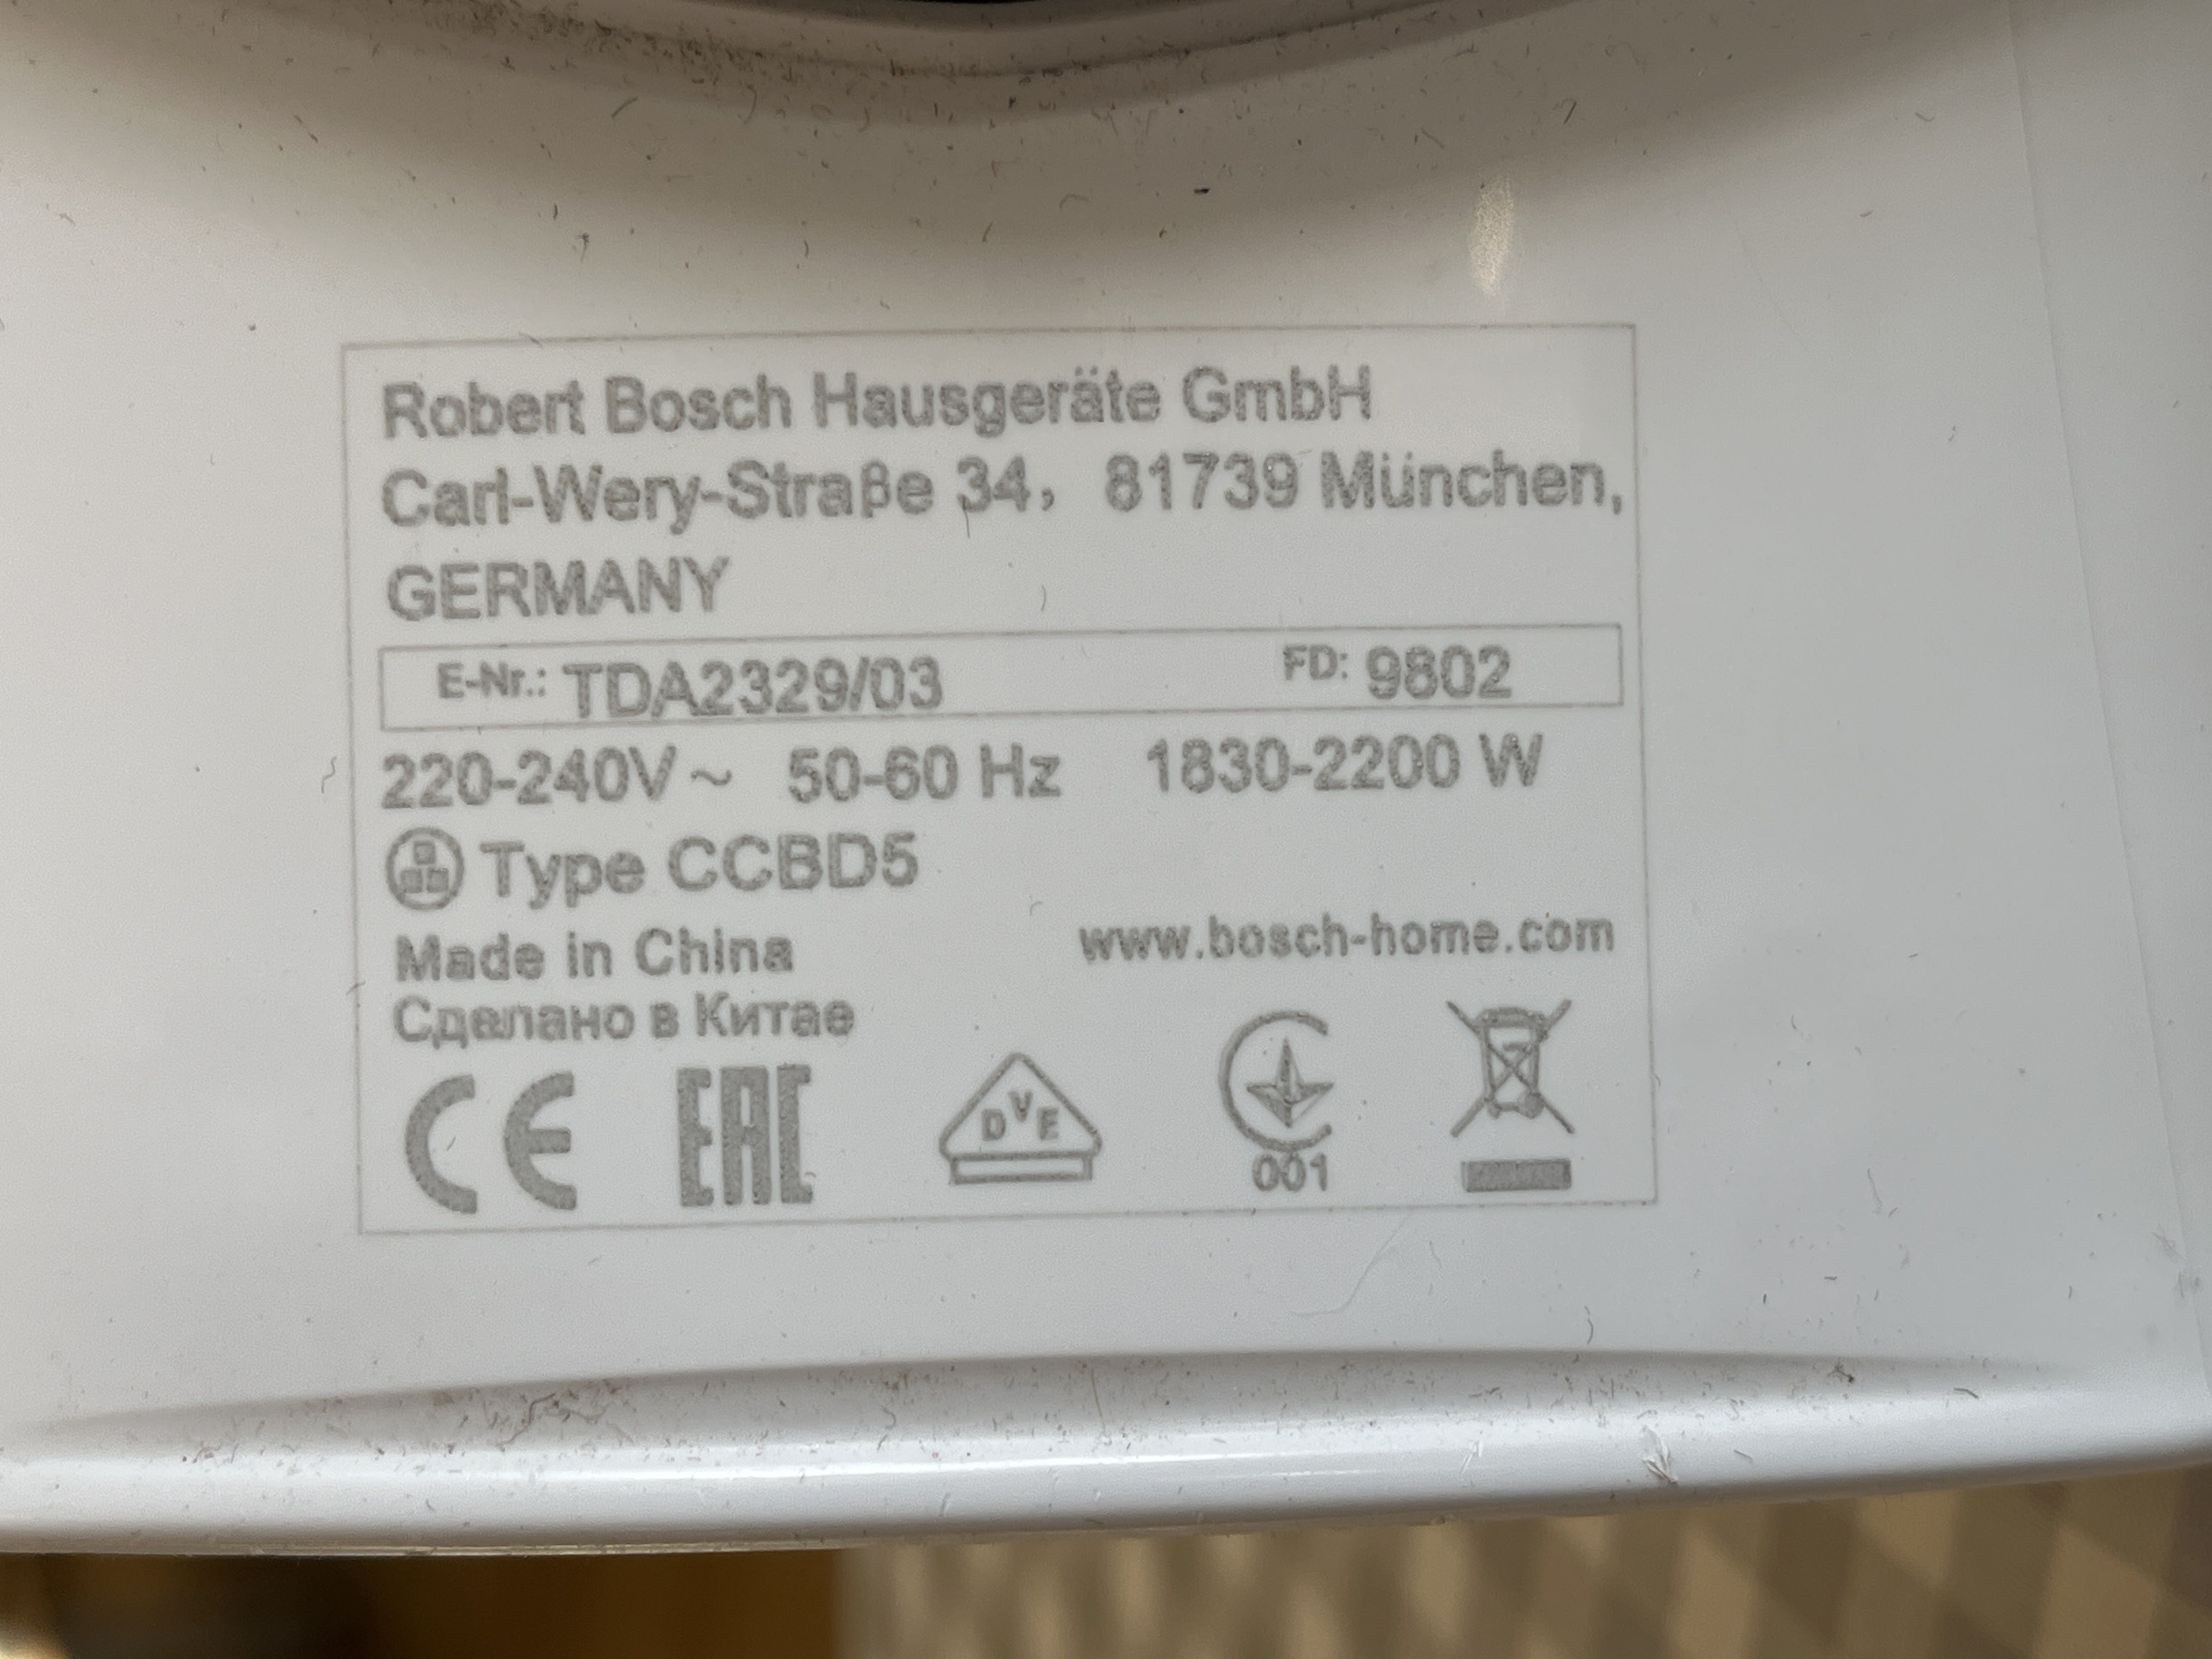 Robert Bosch Hausgeräte GmbH
Carl-Wery-Straße 34, 81739 München,
GERMANY
E-Nr.: TDA2329/03 FD: 9802
220-240V~ 50-60 Hz 1830-2200 W
Type CCBD5
Made in China www.bosch-home.com
Сделано в Китае
CE EAC DVE 001